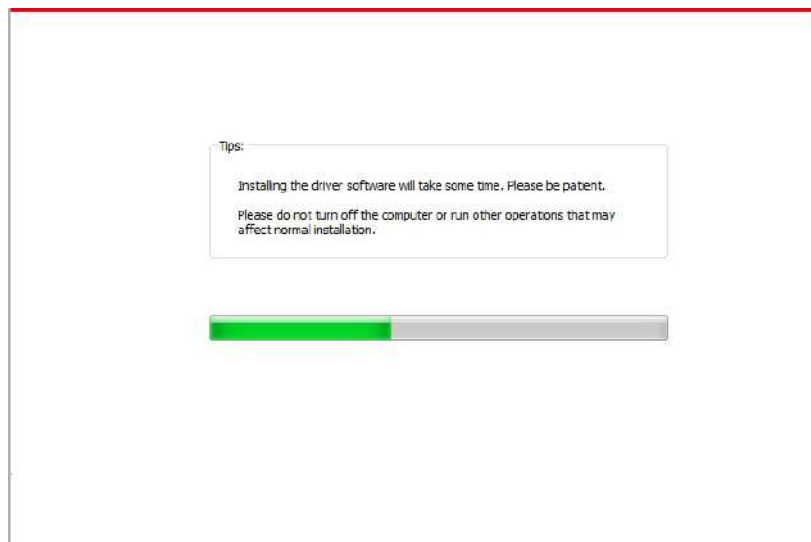 Tips:
Installing the driver software will take some time. Please be patient.
Please do not turn off the computer or run other operations that may
affect normal installation.